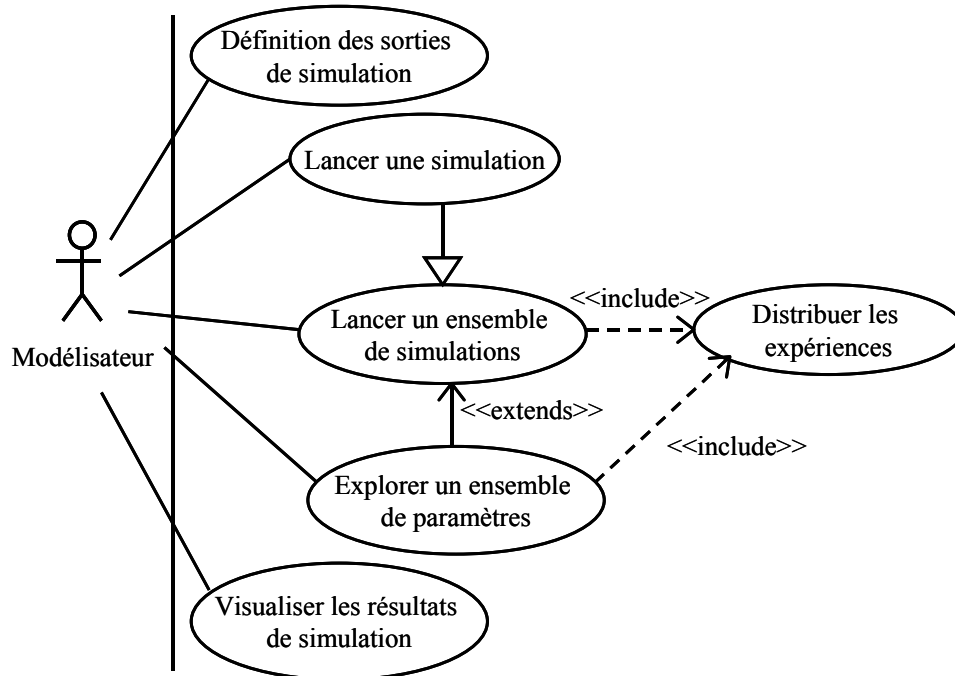 Définition des sorties
de simulation
Lancer une simulation
Lancer un ensemble
de simulations
<<include>>
Distribuer les
expériences
Modélisateur
<<extends>>
<<include>>
Explorer un ensemble
de paramètres
Visualiser les résultats
de simulation